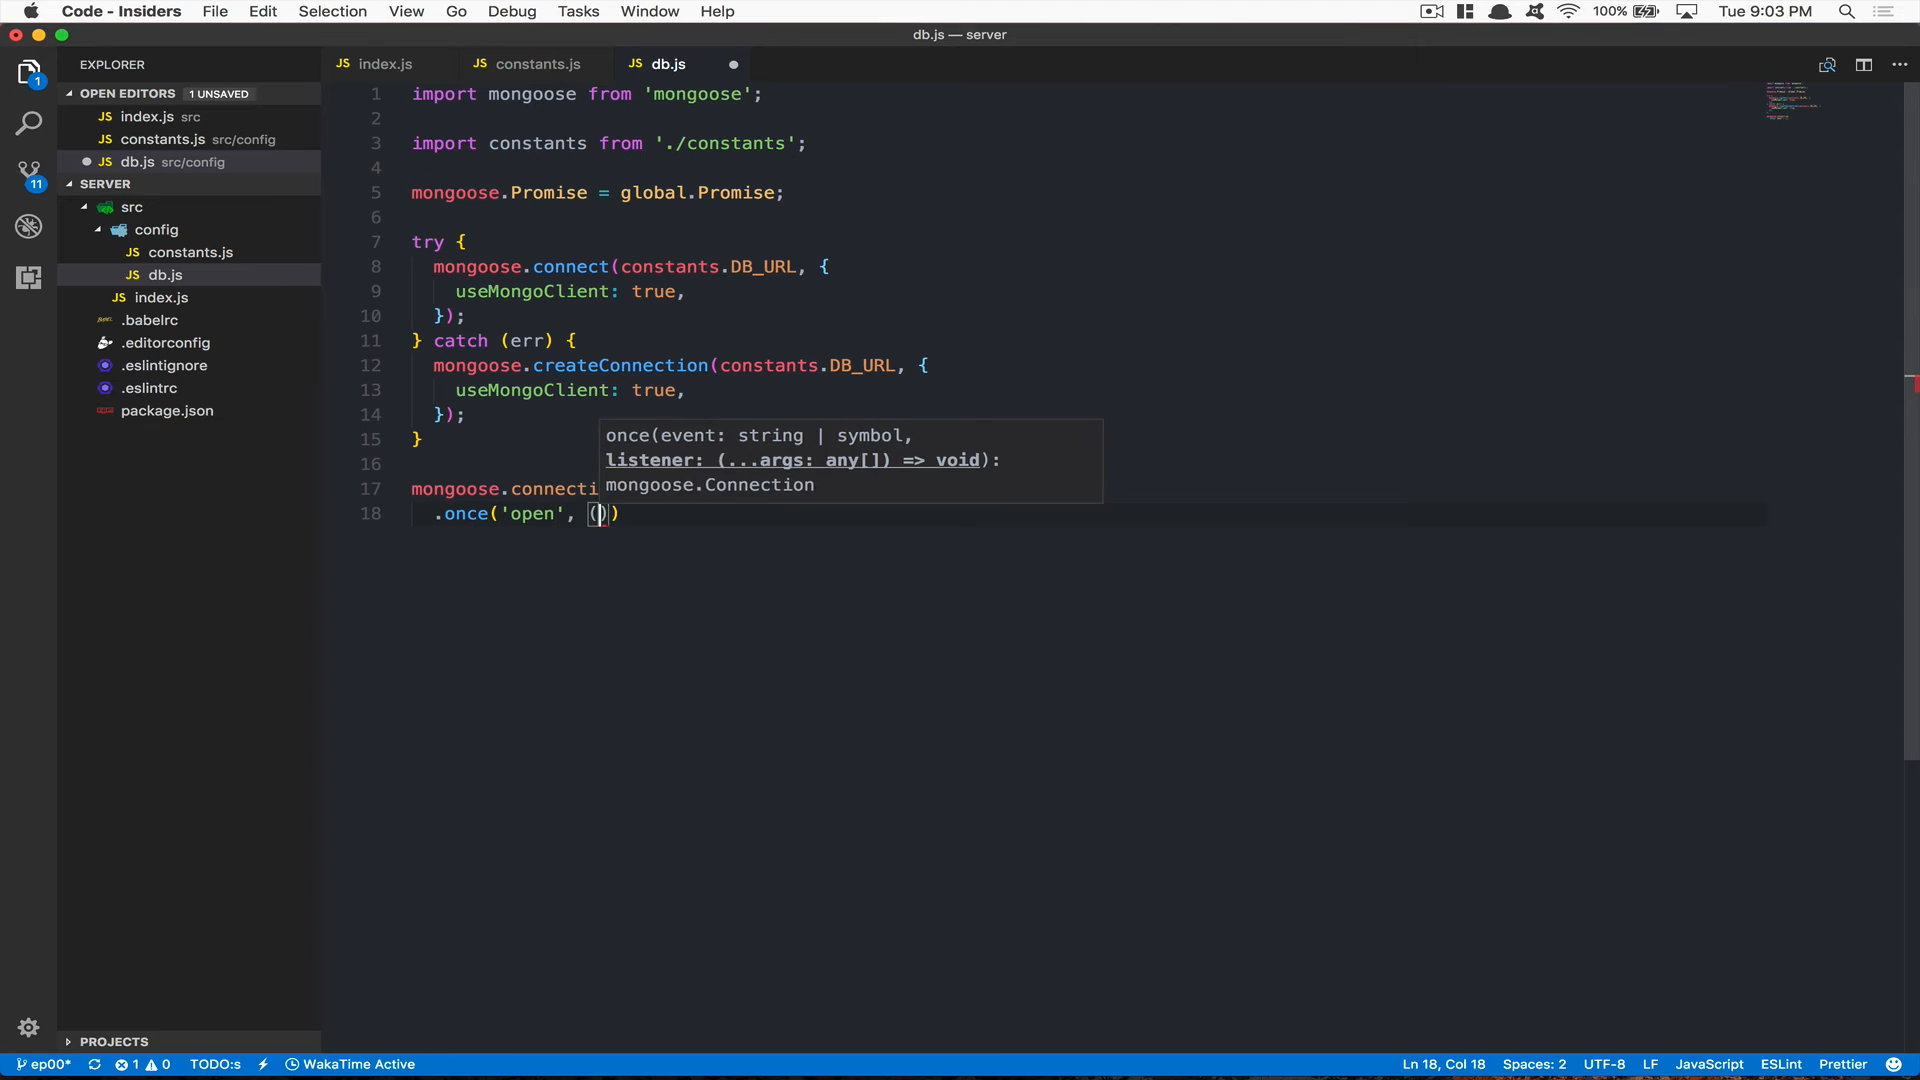 Code - Insiders File Edit Selection View Go Debug Tasks Window Help 100% Tue 9:03 PM
db.js — server
EXPLORER
JS index.js JS constants.js JS db.js
OPEN EDITORS 1 UNSAVED
JS index.js src
JS constants.js src/config
JS db.js src/config
SERVER
src
config
JS constants.js
JS db.js
JS index.js
.babelrc
.editorconfig
.eslintignore
.eslintrc
package.json
PROJECTS
1
11
1 import mongoose from 'mongoose';
2
3 import constants from './constants';
4
5 mongoose.Promise = global.Promise;
6
7 try {
8 mongoose.connect(constants.DB_URL, {
9 useMongoClient: true,
10 });
11 } catch (err) {
12 mongoose.createConnection(constants.DB_URL, {
13 useMongoClient: true,
14 });
15 }
16
17 mongoose.connecti
18 .once('open', ())
once(event: string | symbol,
listener: (...args: any[]) => void):
mongoose.Connection
ep00* 1 0 TODO:s WakaTime Active Ln 18, Col 18 Spaces: 2 UTF-8 LF JavaScript ESLint Prettier